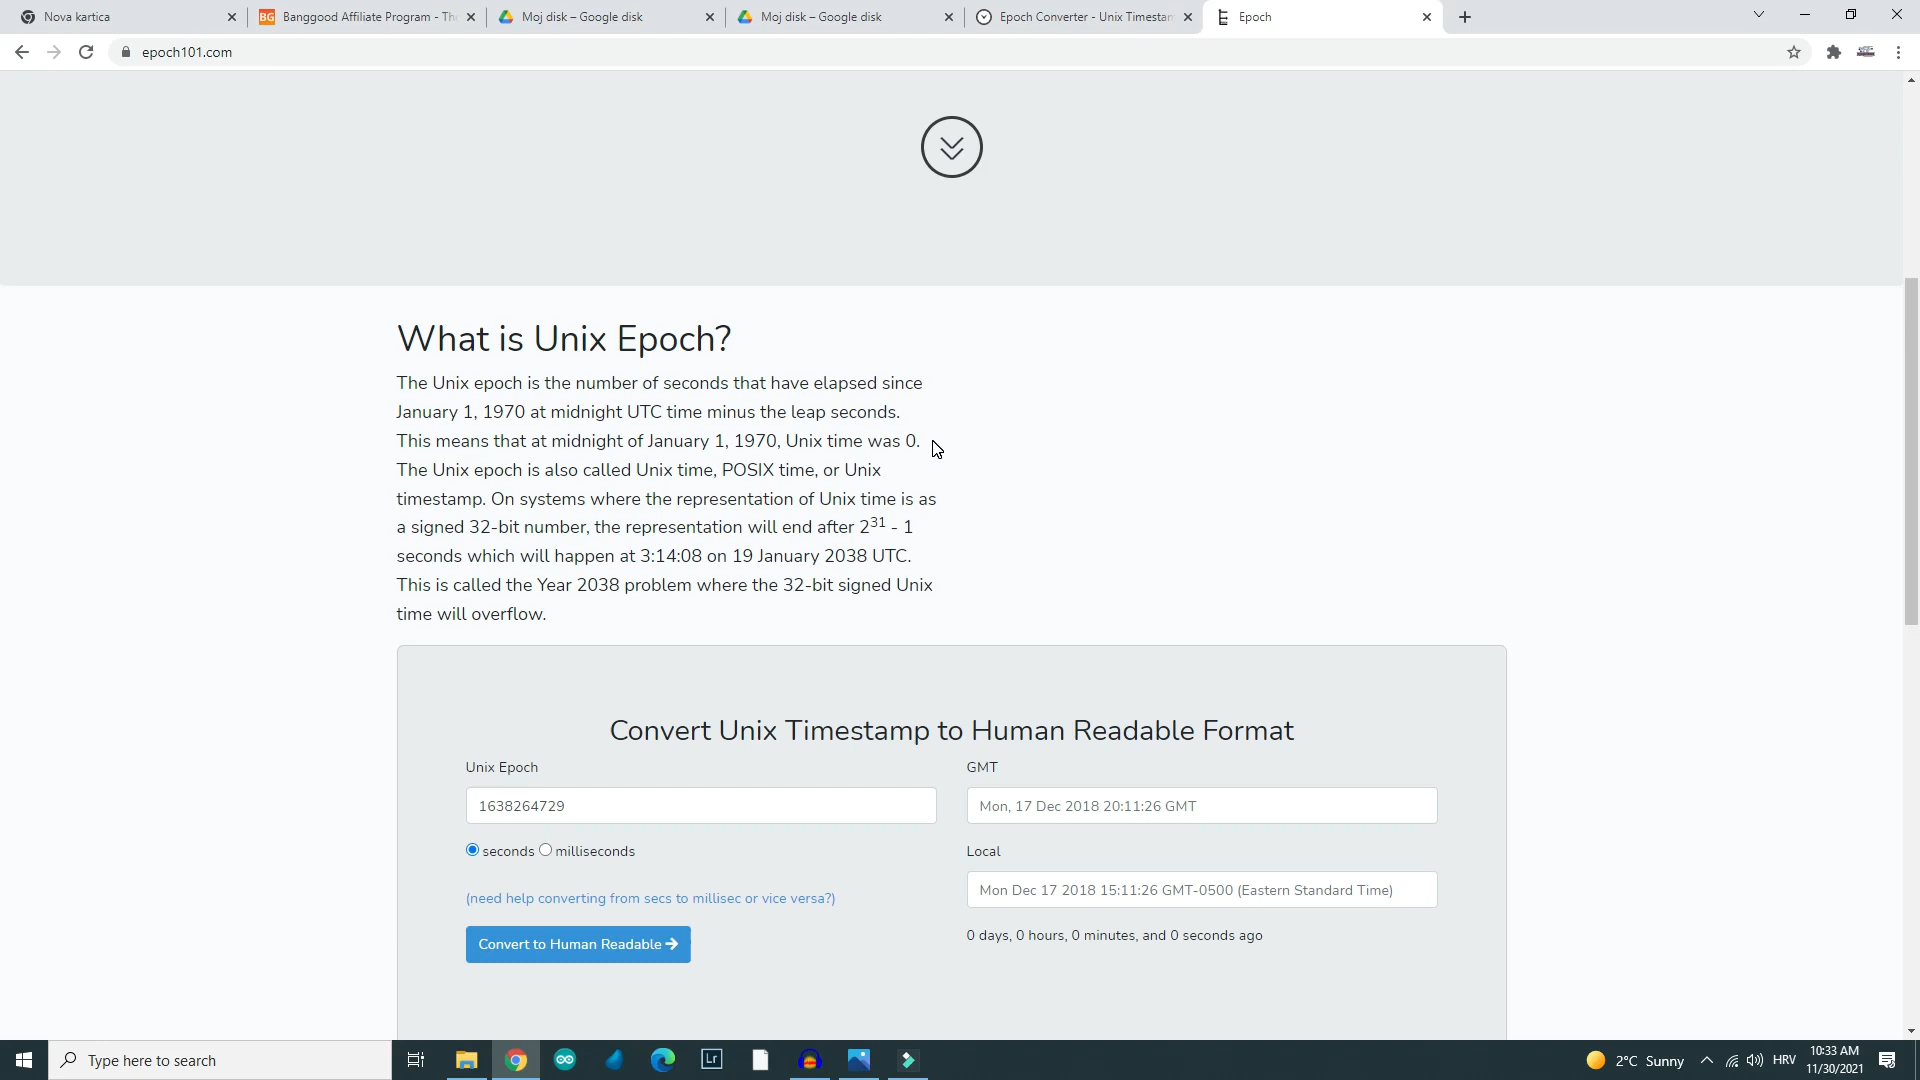 Nova kartica
BG Banggood Affiliate Program - Th
Moj disk – Google disk
Moj disk – Google disk
Epoch Converter - Unix Timestam
Epoch
epoch101.com
What is Unix Epoch?
The Unix epoch is the number of seconds that have elapsed since
January 1, 1970 at midnight UTC time minus the leap seconds.
This means that at midnight of January 1, 1970, Unix time was 0.
The Unix epoch is also called Unix time, POSIX time, or Unix
timestamp. On systems where the representation of Unix time is as
a signed 32-bit number, the representation will end after 2³¹ - 1
seconds which will happen at 3:14:08 on 19 January 2038 UTC.
This is called the Year 2038 problem where the 32-bit signed Unix
time will overflow.
Convert Unix Timestamp to Human Readable Format
Unix Epoch
GMT
1638264729
Mon, 17 Dec 2018 20:11:26 GMT
seconds milliseconds
Local
(need help converting from secs to millisec or vice versa?)
Mon Dec 17 2018 15:11:26 GMT-0500 (Eastern Standard Time)
Convert to Human Readable
0 days, 0 hours, 0 minutes, and 0 seconds ago
Type here to search
Lr
2°C Sunny
HRV
10:33 AM
11/30/2021